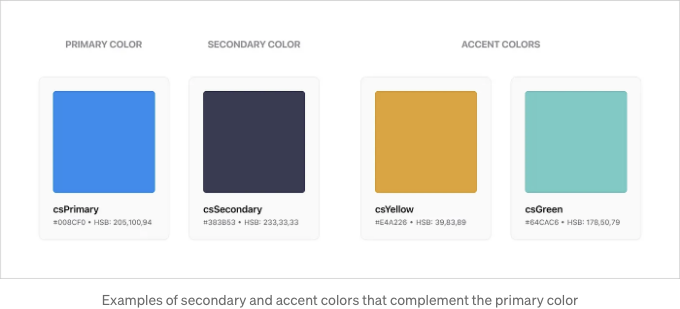 PRIMARY COLOR
SECONDARY COLOR
ACCENT COLORS
csPrimary
#008CF0 • HSB: 205,100,94
csSecondary
#383B53 • HSB: 233,33,33
csYellow
#E4A226 • HSB: 39,83,89
csGreen
#64CAC6 • HSB: 178,50,79
Examples of secondary and accent colors that complement the primary color